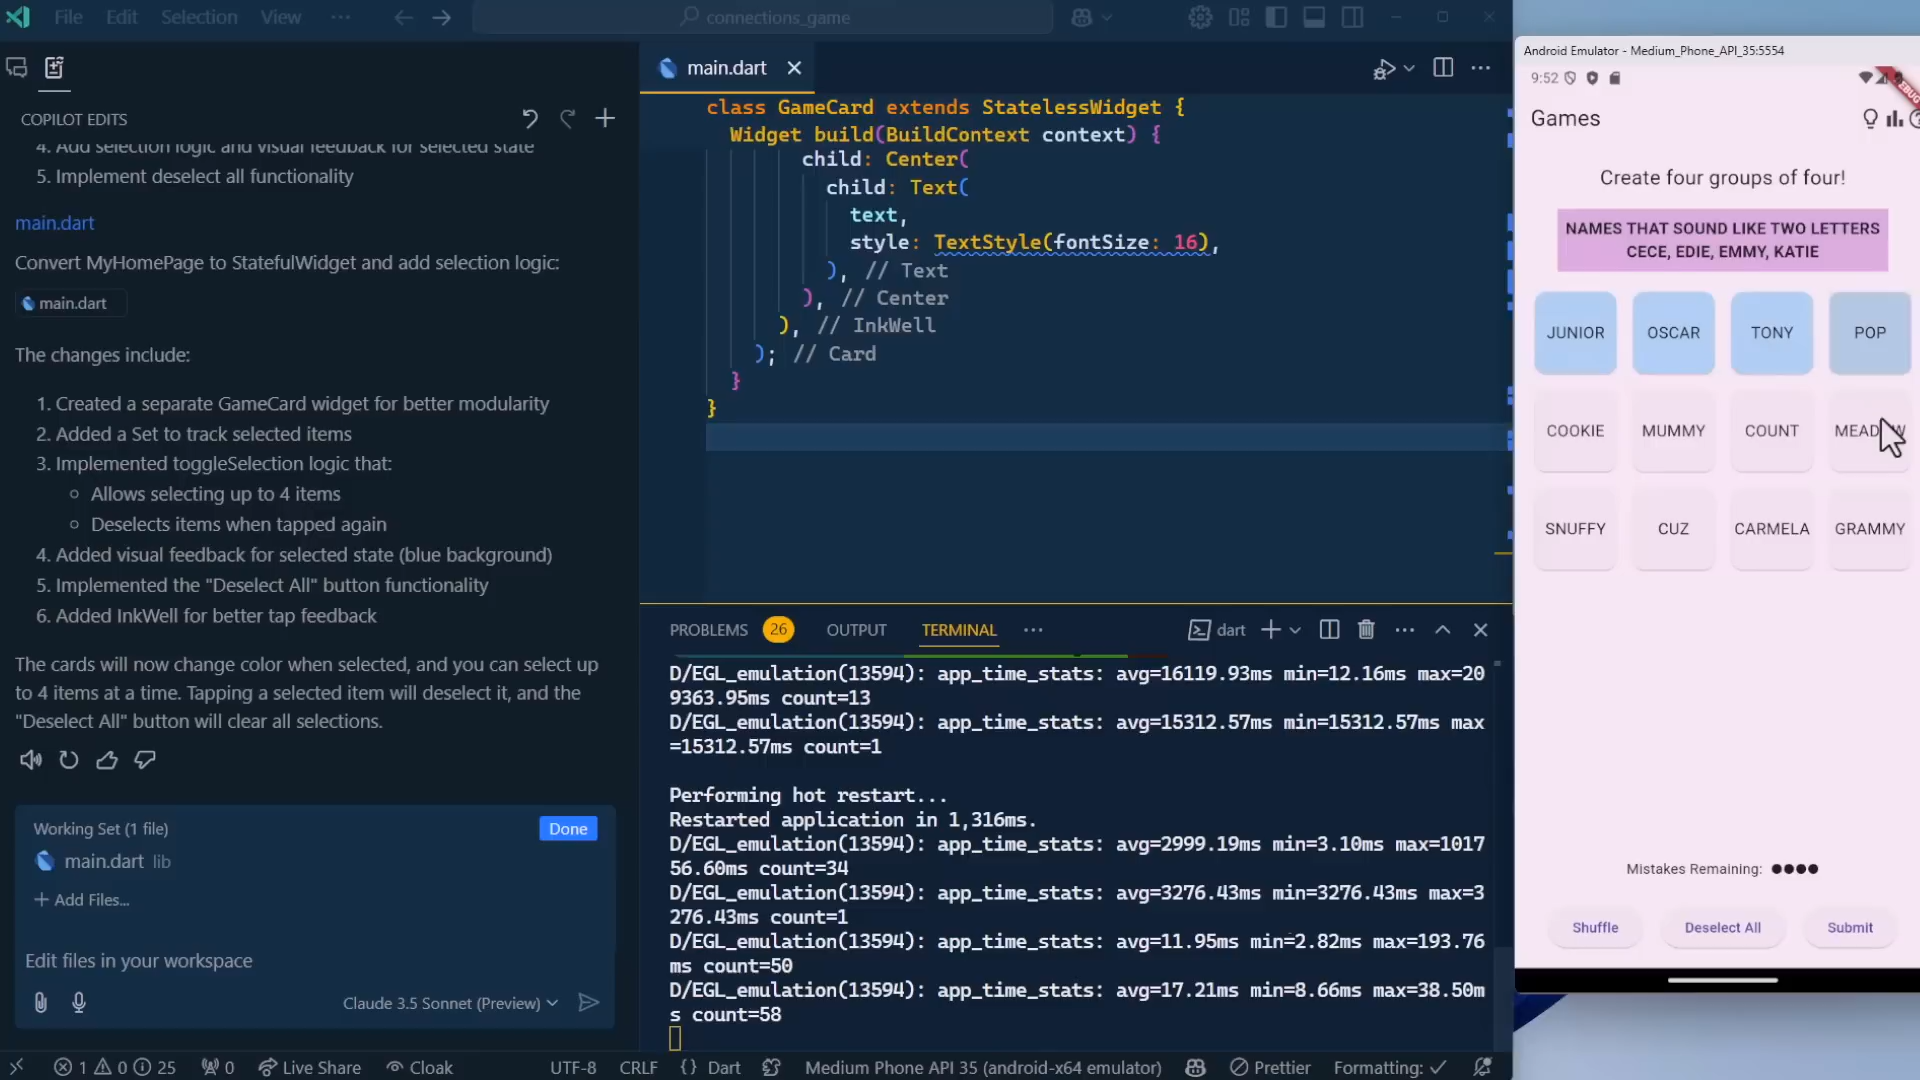 File Edit Selection View ··· connections_game
COPILOT EDITS
4. Add selection logic and visual feedback for selected state
5. Implement deselect all functionality
main.dart
Convert MyHomePage to StatefulWidget and add selection logic:
main.dart
The changes include:
1. Created a separate GameCard widget for better modularity
2. Added a Set to track selected items
3. Implemented toggleSelection logic that:
Allows selecting up to 4 items
Deselects items when tapped again
4. Added visual feedback for selected state (blue background)
5. Implemented the "Deselect All" button functionality
6. Added InkWell for better tap feedback
The cards will now change color when selected, and you can select up
to 4 items at a time. Tapping a selected item will deselect it, and the
"Deselect All" button will clear all selections.
Working Set (1 file)
Done
main.dart lib
+ Add Files...
Edit files in your workspace
Claude 3.5 Sonnet (Preview)
main.dart
class GameCard extends StatelessWidget {
Widget build(BuildContext context) {
child: Center(
child: Text(
text,
style: TextStyle(fontSize: 16),
), // Text
), // Center
), // InkWell
); // Card
}
}
PROBLEMS 26 OUTPUT TERMINAL ··· dart
D/EGL_emulation(13594): app_time_stats: avg=16119.93ms min=12.16ms max=20
9363.95ms count=13
D/EGL_emulation(13594): app_time_stats: avg=15312.57ms min=15312.57ms max
=15312.57ms count=1
Performing hot restart...
Restarted application in 1,316ms.
D/EGL_emulation(13594): app_time_stats: avg=2999.19ms min=3.10ms max=1017
56.60ms count=34
D/EGL_emulation(13594): app_time_stats: avg=3276.43ms min=3276.43ms max=3
276.43ms count=1
D/EGL_emulation(13594): app_time_stats: avg=11.95ms min=2.82ms max=193.76
ms count=50
D/EGL_emulation(13594): app_time_stats: avg=17.21ms min=8.66ms max=38.50m
s count=58
Android Emulator - Medium_Phone_API_35:5554
9:52
Games
Create four groups of four!
NAMES THAT SOUND LIKE TWO LETTERS
CECE, EDIE, EMMY, KATIE
JUNIOR OSCAR TONY POP
COOKIE MUMMY COUNT
SNUFFY CUZ CARMELA GRAMMY
Mistakes Remaining: ●●●●
Shuffle Deselect All Submit
1 0 25 0 Live Share Cloak UTF-8 CRLF {} Dart Medium Phone API 35 (android-x64 emulator) Prettier Formatting: ✓